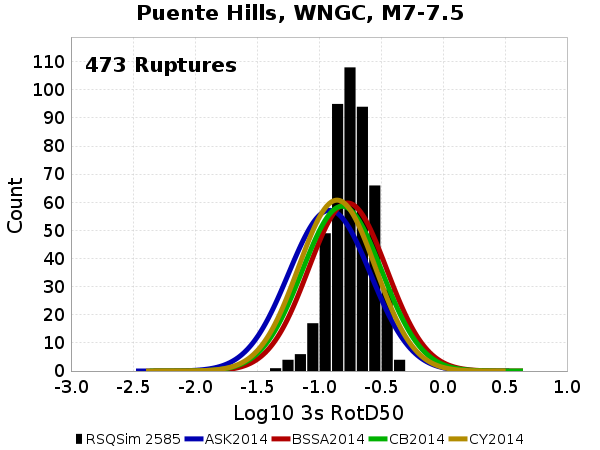 Puente Hills, WNGC, M7-7.5
473 Ruptures
Count
110
100
90
80
70
60
50
40
30
20
10
0
-3.0 -2.5 -2.0 -1.5 -1.0 -0.5 0.0 0.5 1.0
Log10 3s RotD50
RSQSim 2585 ASK2014 BSSA2014 CB2014 CY2014